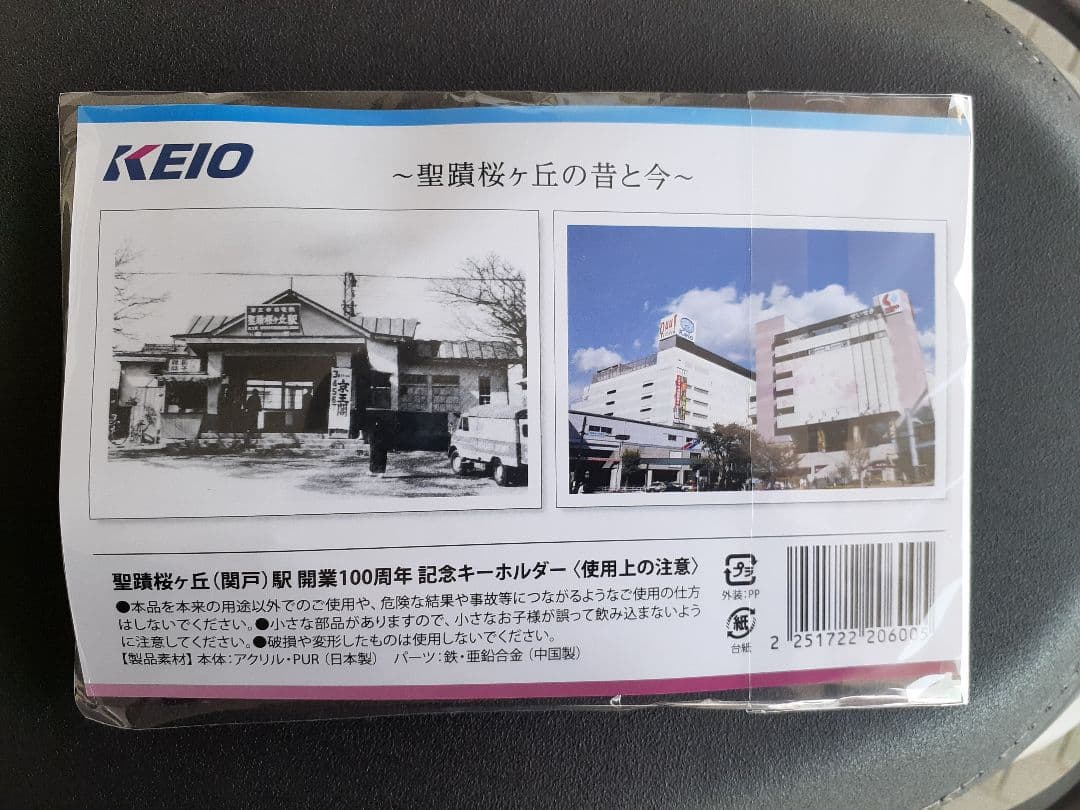 KEIO
～聖蹟桜ヶ丘の昔と今～
聖蹟桜ヶ丘駅
京王閣
KEIO
聖蹟桜ヶ丘(関戸)駅 開業100周年 記念キーホルダー〈使用上の注意〉
●本品を本来の用途以外でのご使用や、危険な結果や事故等につながるようなご使用の仕方
はしないでください。●小さな部品がありますので、小さなお子様が誤って飲み込まないよう
に注意してください。●破損や変形したものは使用しないでください。
【製品素材】本体:アクリル・PUR(日本製) パーツ:鉄・亜鉛合金(中国製)
プラ
外装:PP
紙
台紙
2 251722 206005